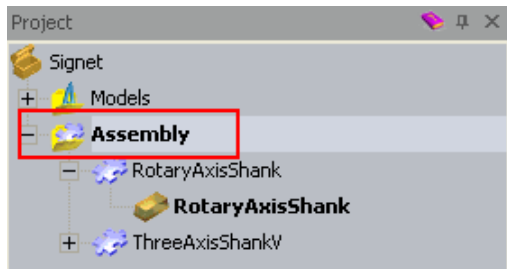 Project
Signet
Models
Assembly
RotaryAxisShank
RotaryAxisShank
ThreeAxisShankV